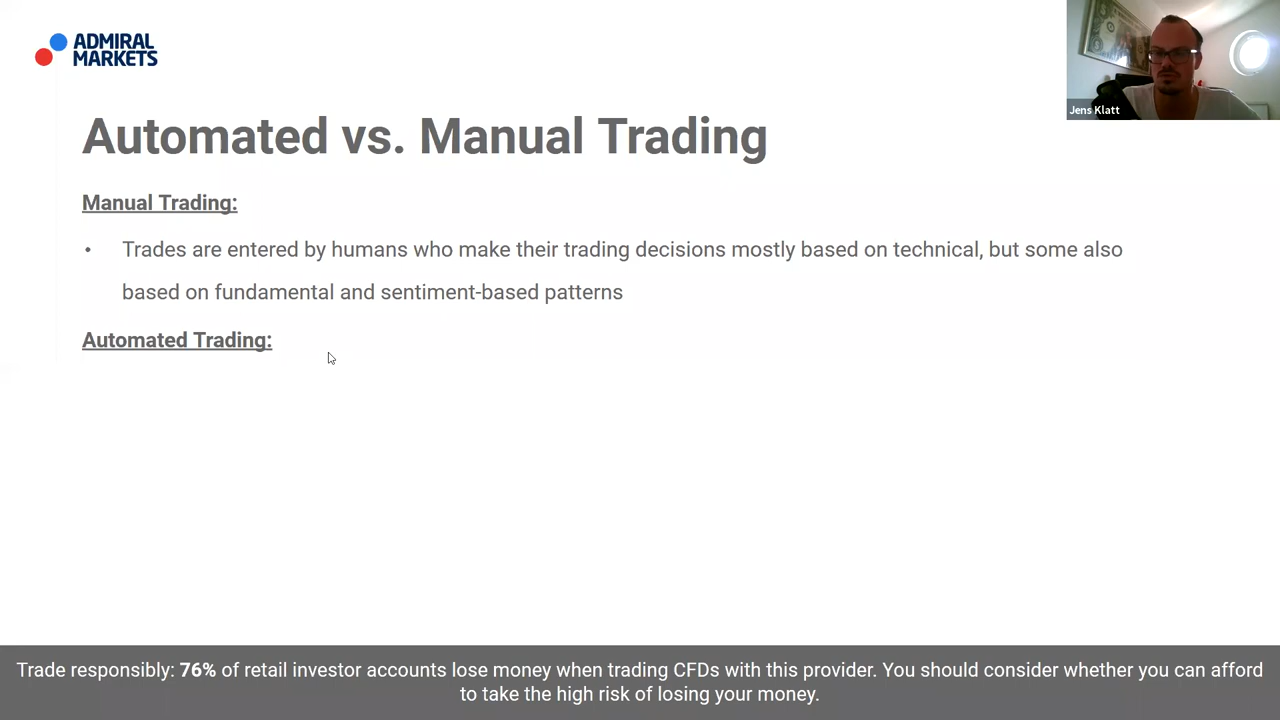 ADMIRAL
MARKETS
Jens Klatt
Automated vs. Manual Trading
Manual Trading:
• Trades are entered by humans who make their trading decisions mostly based on technical, but some also
based on fundamental and sentiment-based patterns
Automated Trading:
Trade responsibly: 76% of retail investor accounts lose money when trading CFDs with this provider. You should consider whether you can afford
to take the high risk of losing your money.